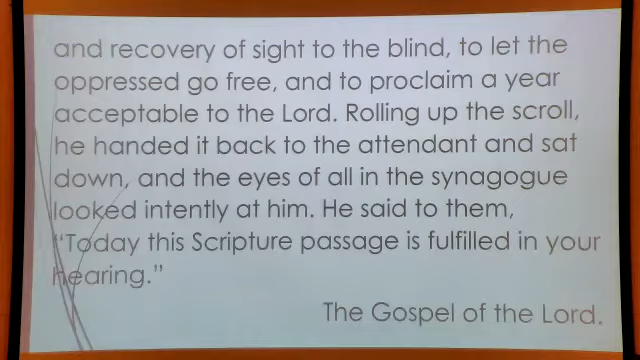 and recovery of sight to the blind, to let the
oppressed go free, and to proclaim a year
acceptable to the Lord. Rolling up the scroll,
he handed it back to the attendant and sat
down, and the eyes of all in the synagogue
looked intently at him. He said to them,
“Today this Scripture passage is fulfilled in your
hearing.”
The Gospel of the Lord.